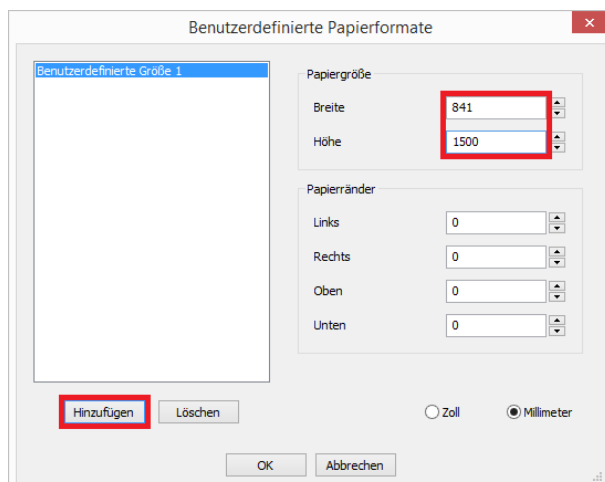 Benutzerdefinierte Papierformate
Benutzerdefinierte Größe 1
Papiergröße
Breite 841
Höhe 1500
Papierränder
Links 0
Rechts 0
Oben 0
Unten 0
Hinzufügen Löschen Zoll Millimeter
OK Abbrechen